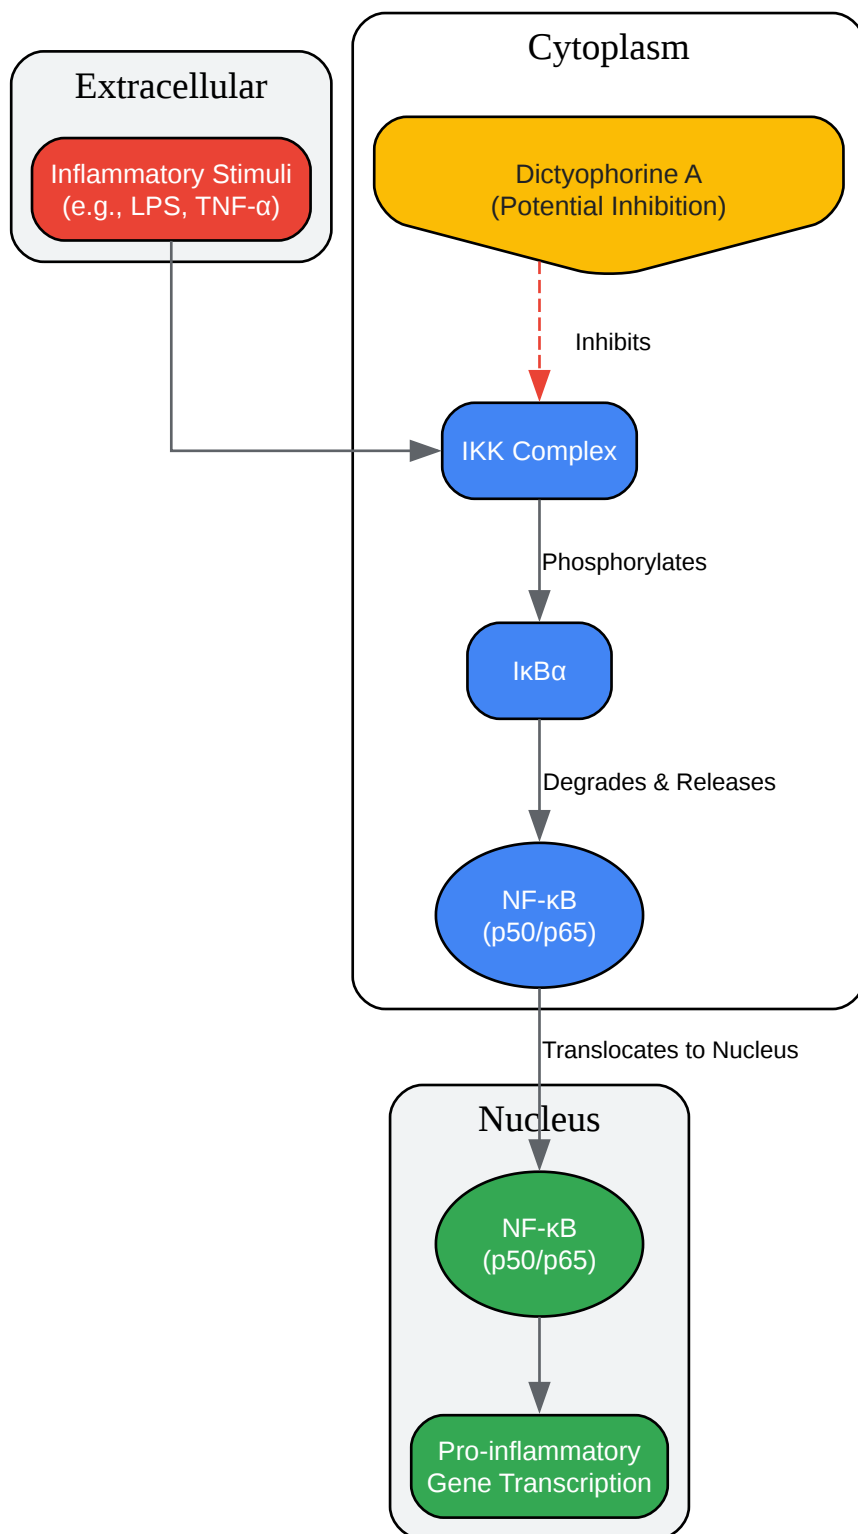 Cytoplasm
Extracellular
Inflammatory Stimuli
(e.g., LPS, TNF-α)
Dictyophorine A
(Potential Inhibition)
Inhibits
IKK Complex
Phosphorylates
IκBα
Degrades & Releases
NF-κB
(p50/p65)
Translocates to Nucleus
Nucleus
NF-κB
(p50/p65)
Pro-inflammatory
Gene Transcription